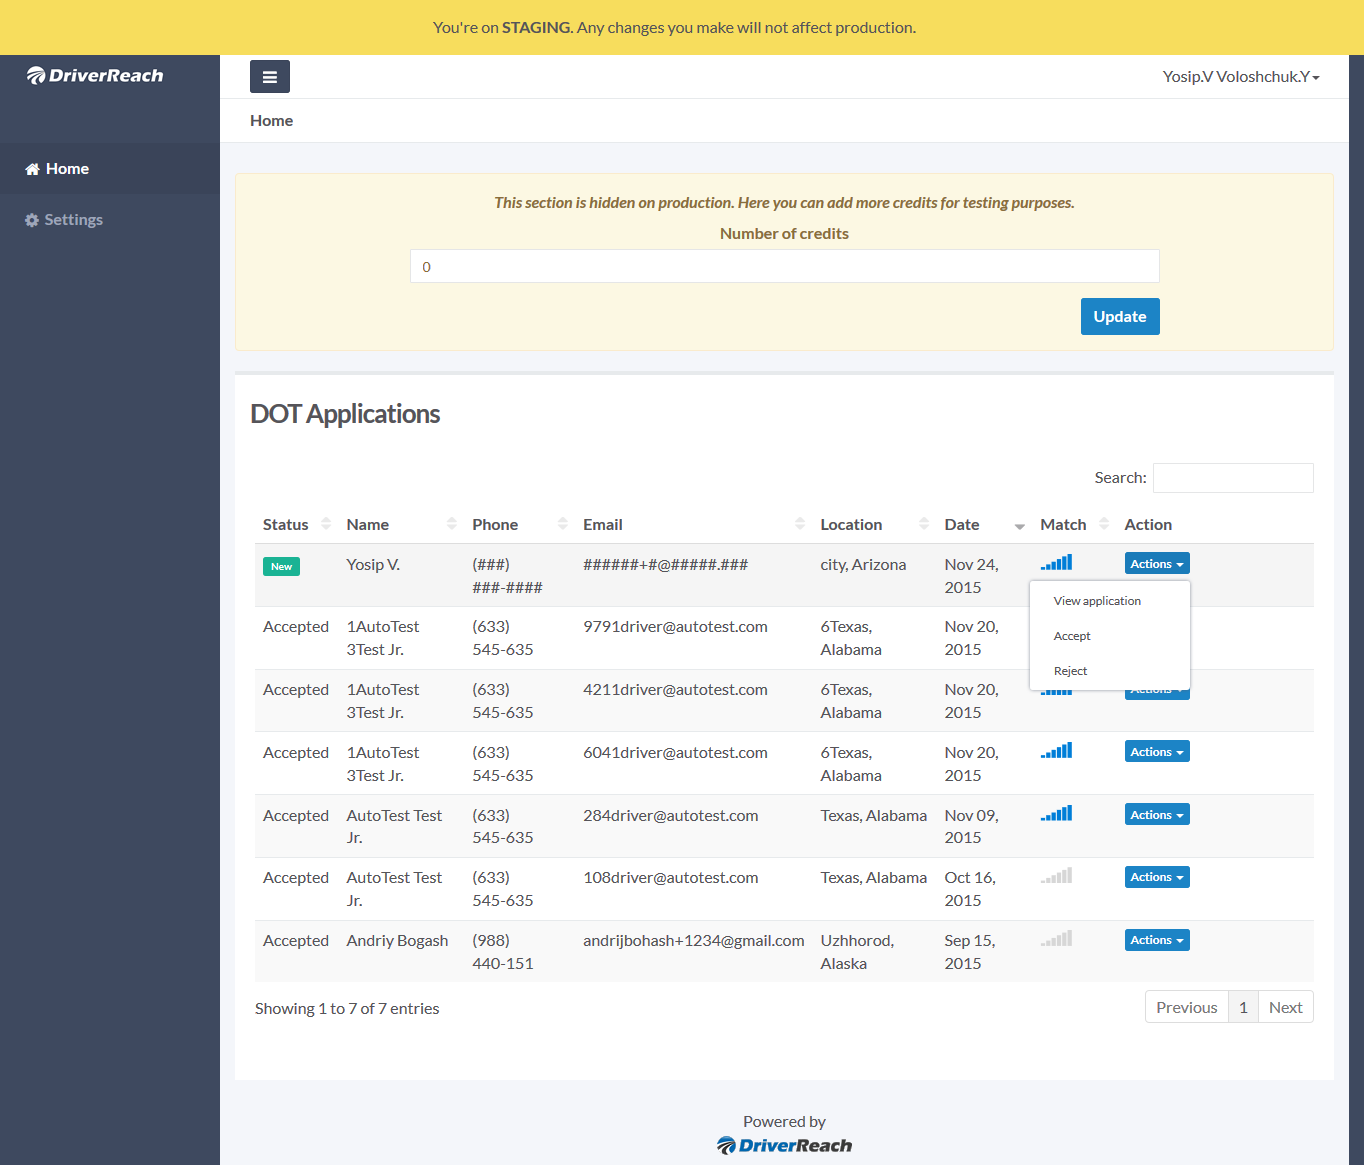 You're on STAGING. Any changes you make will not affect production.
DriverReach
Yosip.V Voloshchuk.Y
Home
Home
Settings
This section is hidden on production. Here you can add more credits for testing purposes.
Number of credits
0
Update
DOT Applications
Search:
Status Name Phone Email Location Date Match Action
New Yosip V. (###) ######+#@#####.### city, Arizona Nov 24, Actions
###-#### 2015
View application
Accept
Reject
Accepted 1AutoTest (633) 9791driver@autotest.com 6Texas, Nov 20,
3Test Jr. 545-635 Alabama 2015
Accepted 1AutoTest (633) 4211driver@autotest.com 6Texas, Nov 20, Actions
3Test Jr. 545-635 Alabama 2015
Accepted 1AutoTest (633) 6041driver@autotest.com 6Texas, Nov 20, Actions
3Test Jr. 545-635 Alabama 2015
Accepted AutoTest Test (633) 284driver@autotest.com Texas, Alabama Nov 09, Actions
Jr. 545-635 2015
Accepted AutoTest Test (633) 108driver@autotest.com Texas, Alabama Oct 16, Actions
Jr. 545-635 2015
Accepted Andriy Bogash (988) andrijbohash+1234@gmail.com Uzhhorod, Sep 15, Actions
440-151 Alaska 2015
Showing 1 to 7 of 7 entries
Previous 1 Next
Powered by
DriverReach